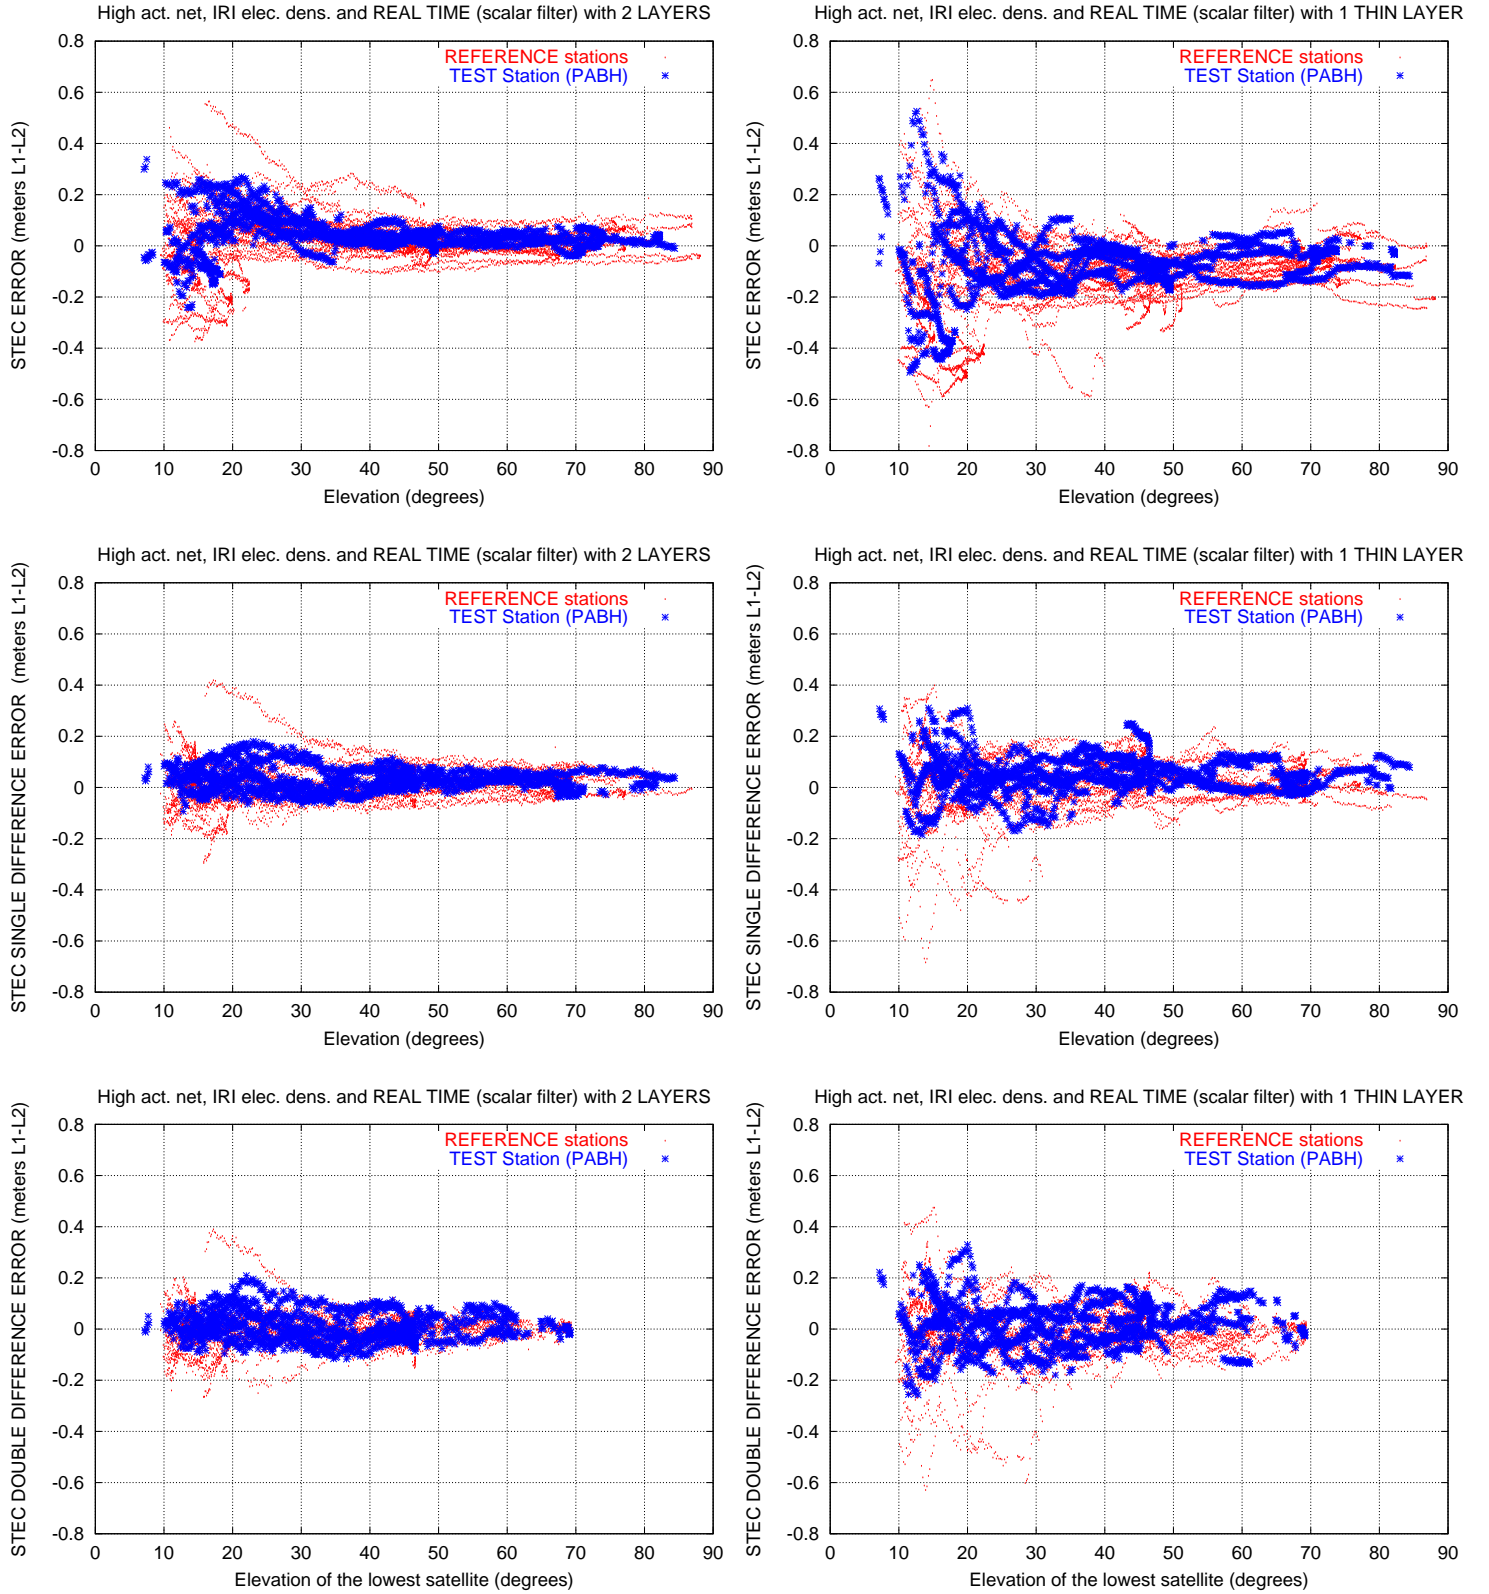 High act. net, IRI elec. dens. and REAL TIME (scalar filter) with 2 LAYERS
STEC ERROR (meters L1-L2)
0.8
0.6
0.4
0.2
0
-0.2
-0.4
-0.6
-0.8
REFERENCE stations
TEST Station (PABH)
0 10 20 30 40 50 60 70 80 90
Elevation (degrees)
High act. net, IRI elec. dens. and REAL TIME (scalar filter) with 1 THIN LAYER
STEC ERROR (meters L1-L2)
0.8
0.6
0.4
0.2
0
-0.2
-0.4
-0.6
-0.8
REFERENCE stations
TEST Station (PABH)
0 10 20 30 40 50 60 70 80 90
Elevation (degrees)
High act. net, IRI elec. dens. and REAL TIME (scalar filter) with 2 LAYERS
STEC SINGLE DIFFERENCE ERROR (meters L1-L2)
0.8
0.6
0.4
0.2
0
-0.2
-0.4
-0.6
-0.8
REFERENCE stations
TEST Station (PABH)
0 10 20 30 40 50 60 70 80 90
Elevation (degrees)
High act. net, IRI elec. dens. and REAL TIME (scalar filter) with 1 THIN LAYER
STEC SINGLE DIFFERENCE ERROR (meters L1-L2)
0.8
0.6
0.4
0.2
0
-0.2
-0.4
-0.6
-0.8
REFERENCE stations
TEST Station (PABH)
0 10 20 30 40 50 60 70 80 90
Elevation (degrees)
High act. net, IRI elec. dens. and REAL TIME (scalar filter) with 2 LAYERS
STEC DOUBLE DIFFERENCE ERROR (meters L1-L2)
0.8
0.6
0.4
0.2
0
-0.2
-0.4
-0.6
-0.8
REFERENCE stations
TEST Station (PABH)
0 10 20 30 40 50 60 70 80 90
Elevation of the lowest satellite (degrees)
High act. net, IRI elec. dens. and REAL TIME (scalar filter) with 1 THIN LAYER
STEC DOUBLE DIFFERENCE ERROR (meters L1-L2)
0.8
0.6
0.4
0.2
0
-0.2
-0.4
-0.6
-0.8
REFERENCE stations
TEST Station (PABH)
0 10 20 30 40 50 60 70 80 90
Elevation of the lowest satellite (degrees)